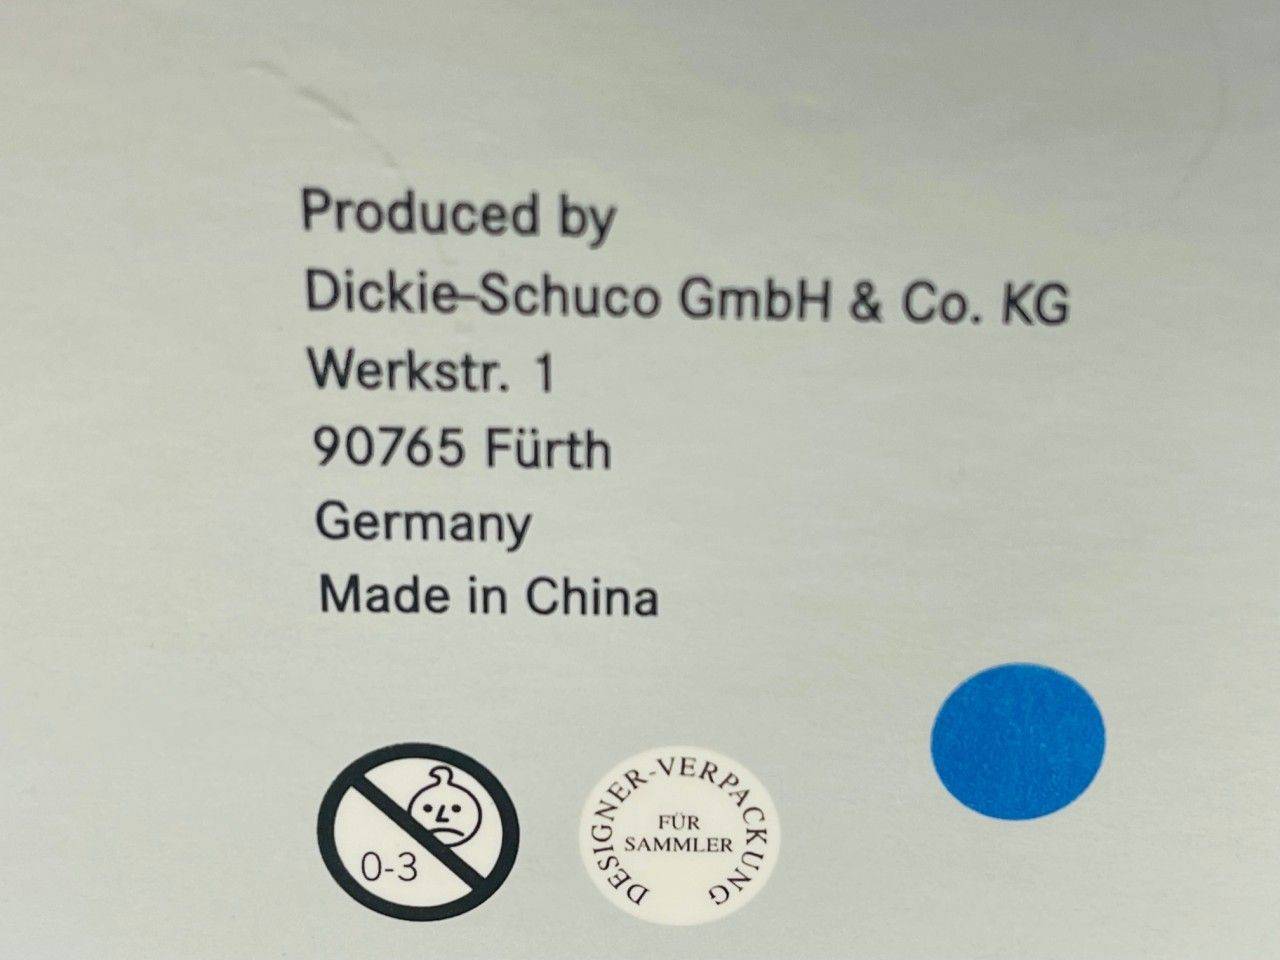 Produced by
Dickie-Schuco GmbH & Co. KG
Werkstr. 1
90765 Fürth
Germany
Made in China
0-3
DESIGNER-VERPACKUNG
FÜR
SAMMLER